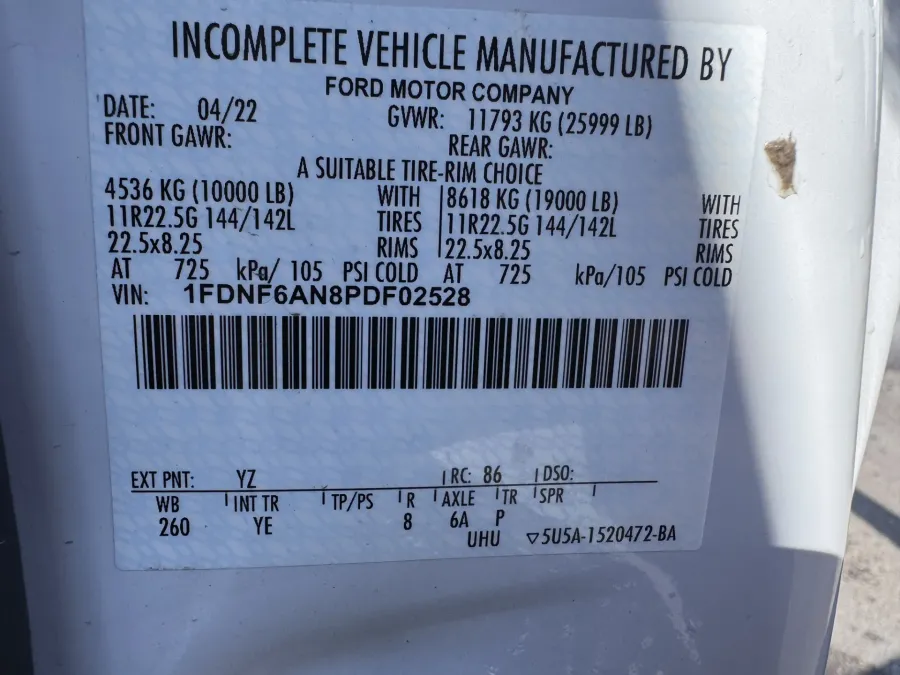 INCOMPLETE VEHICLE MANUFACTURED BY
FORD MOTOR COMPANY
DATE: 04/22 GVWR: 11793 KG (25999 LB)
FRONT GAWR: REAR GAWR:
A SUITABLE TIRE-RIM CHOICE
4536 KG (10000 LB) WITH 8618 KG (19000 LB) WITH
11R22.5G 144/142L TIRES 11R22.5G 144/142L TIRES
22.5x8.25 RIMS 22.5x8.25 RIMS
AT 725 kPa/ 105 PSI COLD AT 725 kPa/105 PSI COLD
VIN: 1FDNF6AN8PDF02528
EXT PNT: YZ RC: 86 DSO:
WB INT TR TP/PS R AXLE TR SPR
260 YE 8 6A P
UHU ▽5U5A-1520472-BA